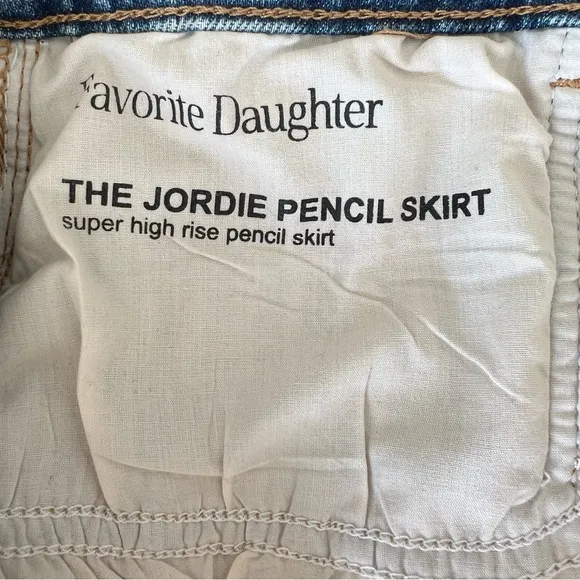 Favorite Daughter
THE JORDIE PENCIL SKIRT
super high rise pencil skirt